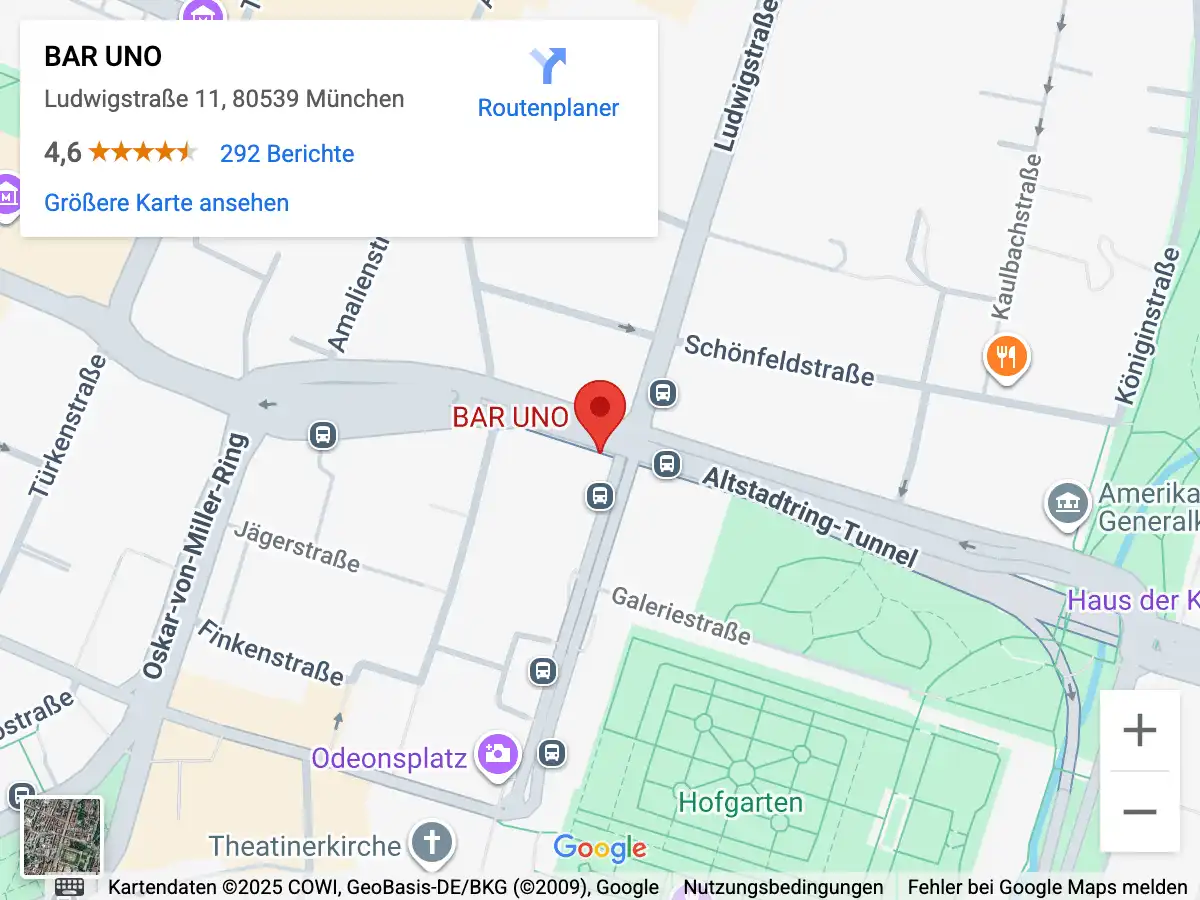 BAR UNO
Ludwigstraße 11, 80539 München
4,6
292 Berichte
Größere Karte ansehen
Routenplaner
Ludwigstraße
Kaulbachstraße
Königinstraße
Amalienst
Schönfeldstraße
Türkenstraße
BAR UNO
Oskar-von-Miller-Ring
Altstadtring-Tunnel
Amerika
Generalk
Jägerstraße
Haus der K
Galeriestraße
Finkenstraße
straße
Odeonsplatz
Hofgarten
Theatinerkirche
Google
Kartendaten ©2025 COWI, GeoBasis-DE/BKG (©2009), Google
Nutzungsbedingungen
Fehler bei Google Maps melden